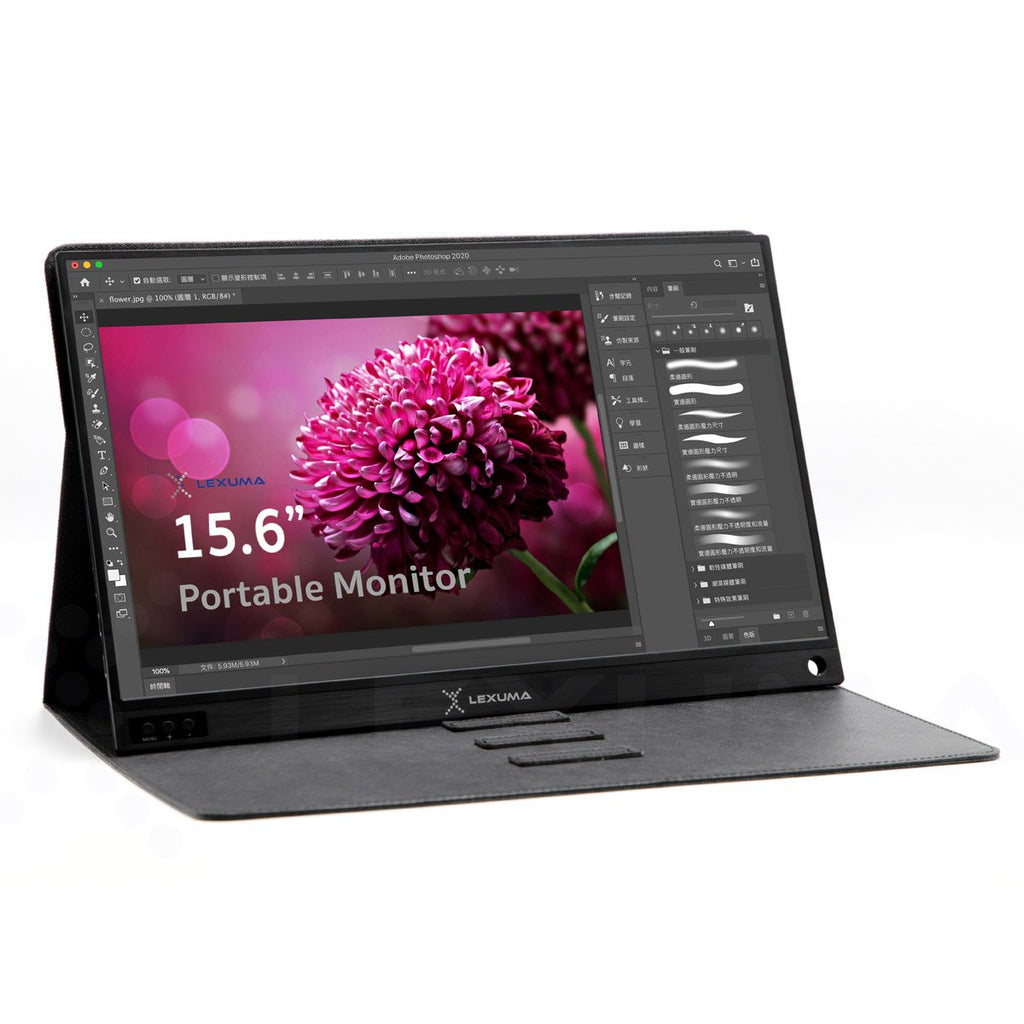 Adobe Photoshop 2020
自動選取:
圖層
顯示變形控制項
3D 模式
flower.jpg @ 100% (圖層 1, RGB/8#) *
LEXUMA
15.6”
Portable Monitor
步驟記錄
筆刷設定
仿製來源
字元
段落
工具預...
學習
圖樣
形狀
內容
筆刷
尺寸:
一般筆刷
柔邊圓形
實邊圓形
柔邊圓形壓力尺寸
實邊圓形壓力尺寸
柔邊圓形壓力不透明
實邊圓形壓力不透明
柔邊圓形壓力不透明度和流量
實邊圓形壓力不透明度和流量
乾性媒體筆刷
潮濕媒體筆刷
特殊效果筆刷
3D
圖層
色版
100%
文件: 5.93M/5.93M
時間軸
LEXUMA
MENU
LEXUMA